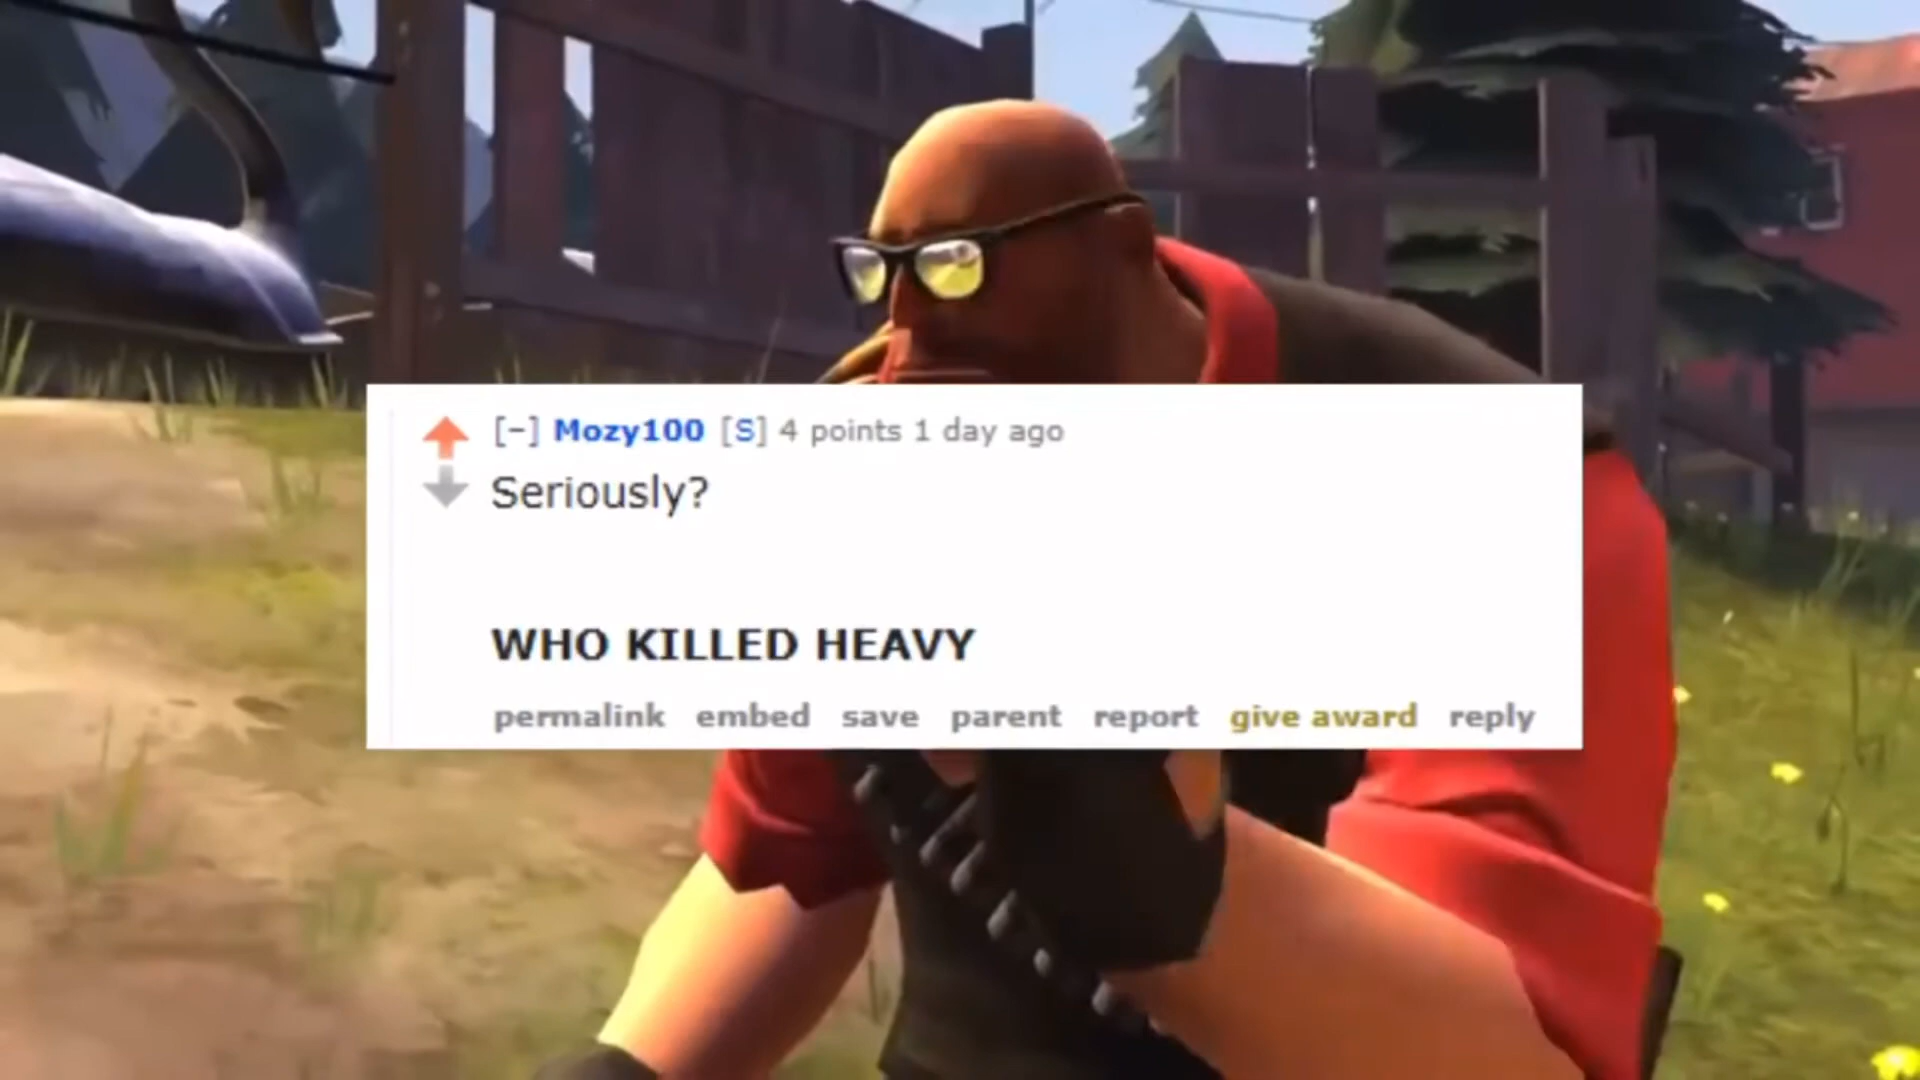 [-] Mozy100 [S] 4 points 1 day ago
Seriously?
WHO KILLED HEAVY
permalink embed save parent report give award reply